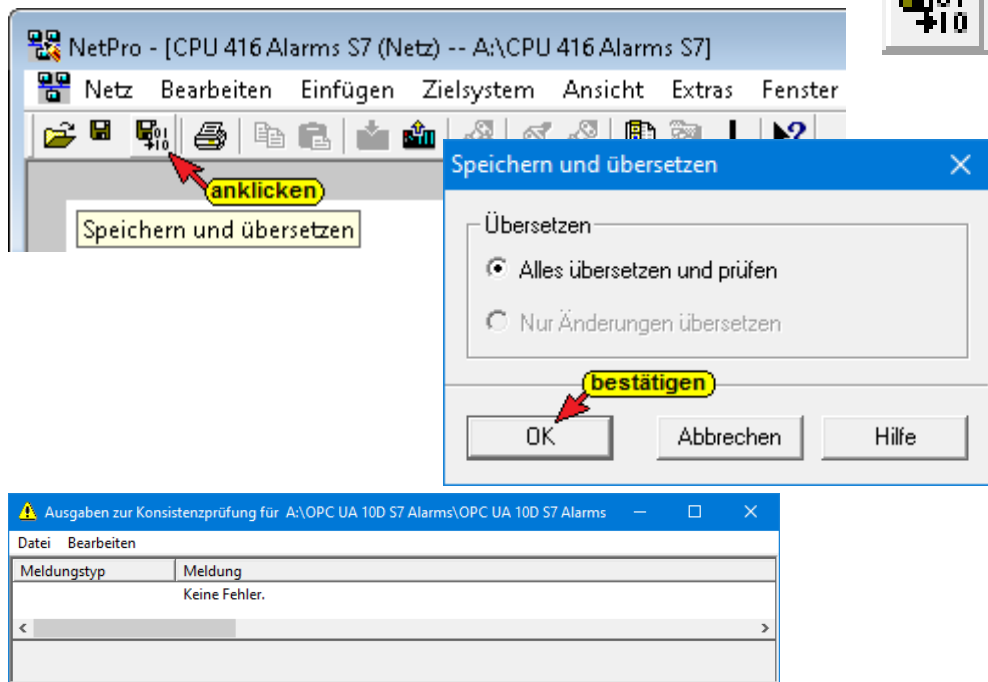 NetPro - [CPU 416 Alarms S7 (Netz) -- A:\CPU 416 Alarms S7]
Netz Bearbeiten Einfügen Zielsystem Ansicht Extras Fenster
anklicken
Speichern und übersetzen
Speichern und übersetzen
Übersetzen
Alles übersetzen und prüfen
Nur Änderungen übersetzen
bestätigen
OK Abbrechen Hilfe
Ausgaben zur Konsistenzprüfung für A:\OPC UA 10D S7 Alarms\OPC UA 10D S7 Alarms
Datei Bearbeiten
Meldungstyp Meldung
Keine Fehler.